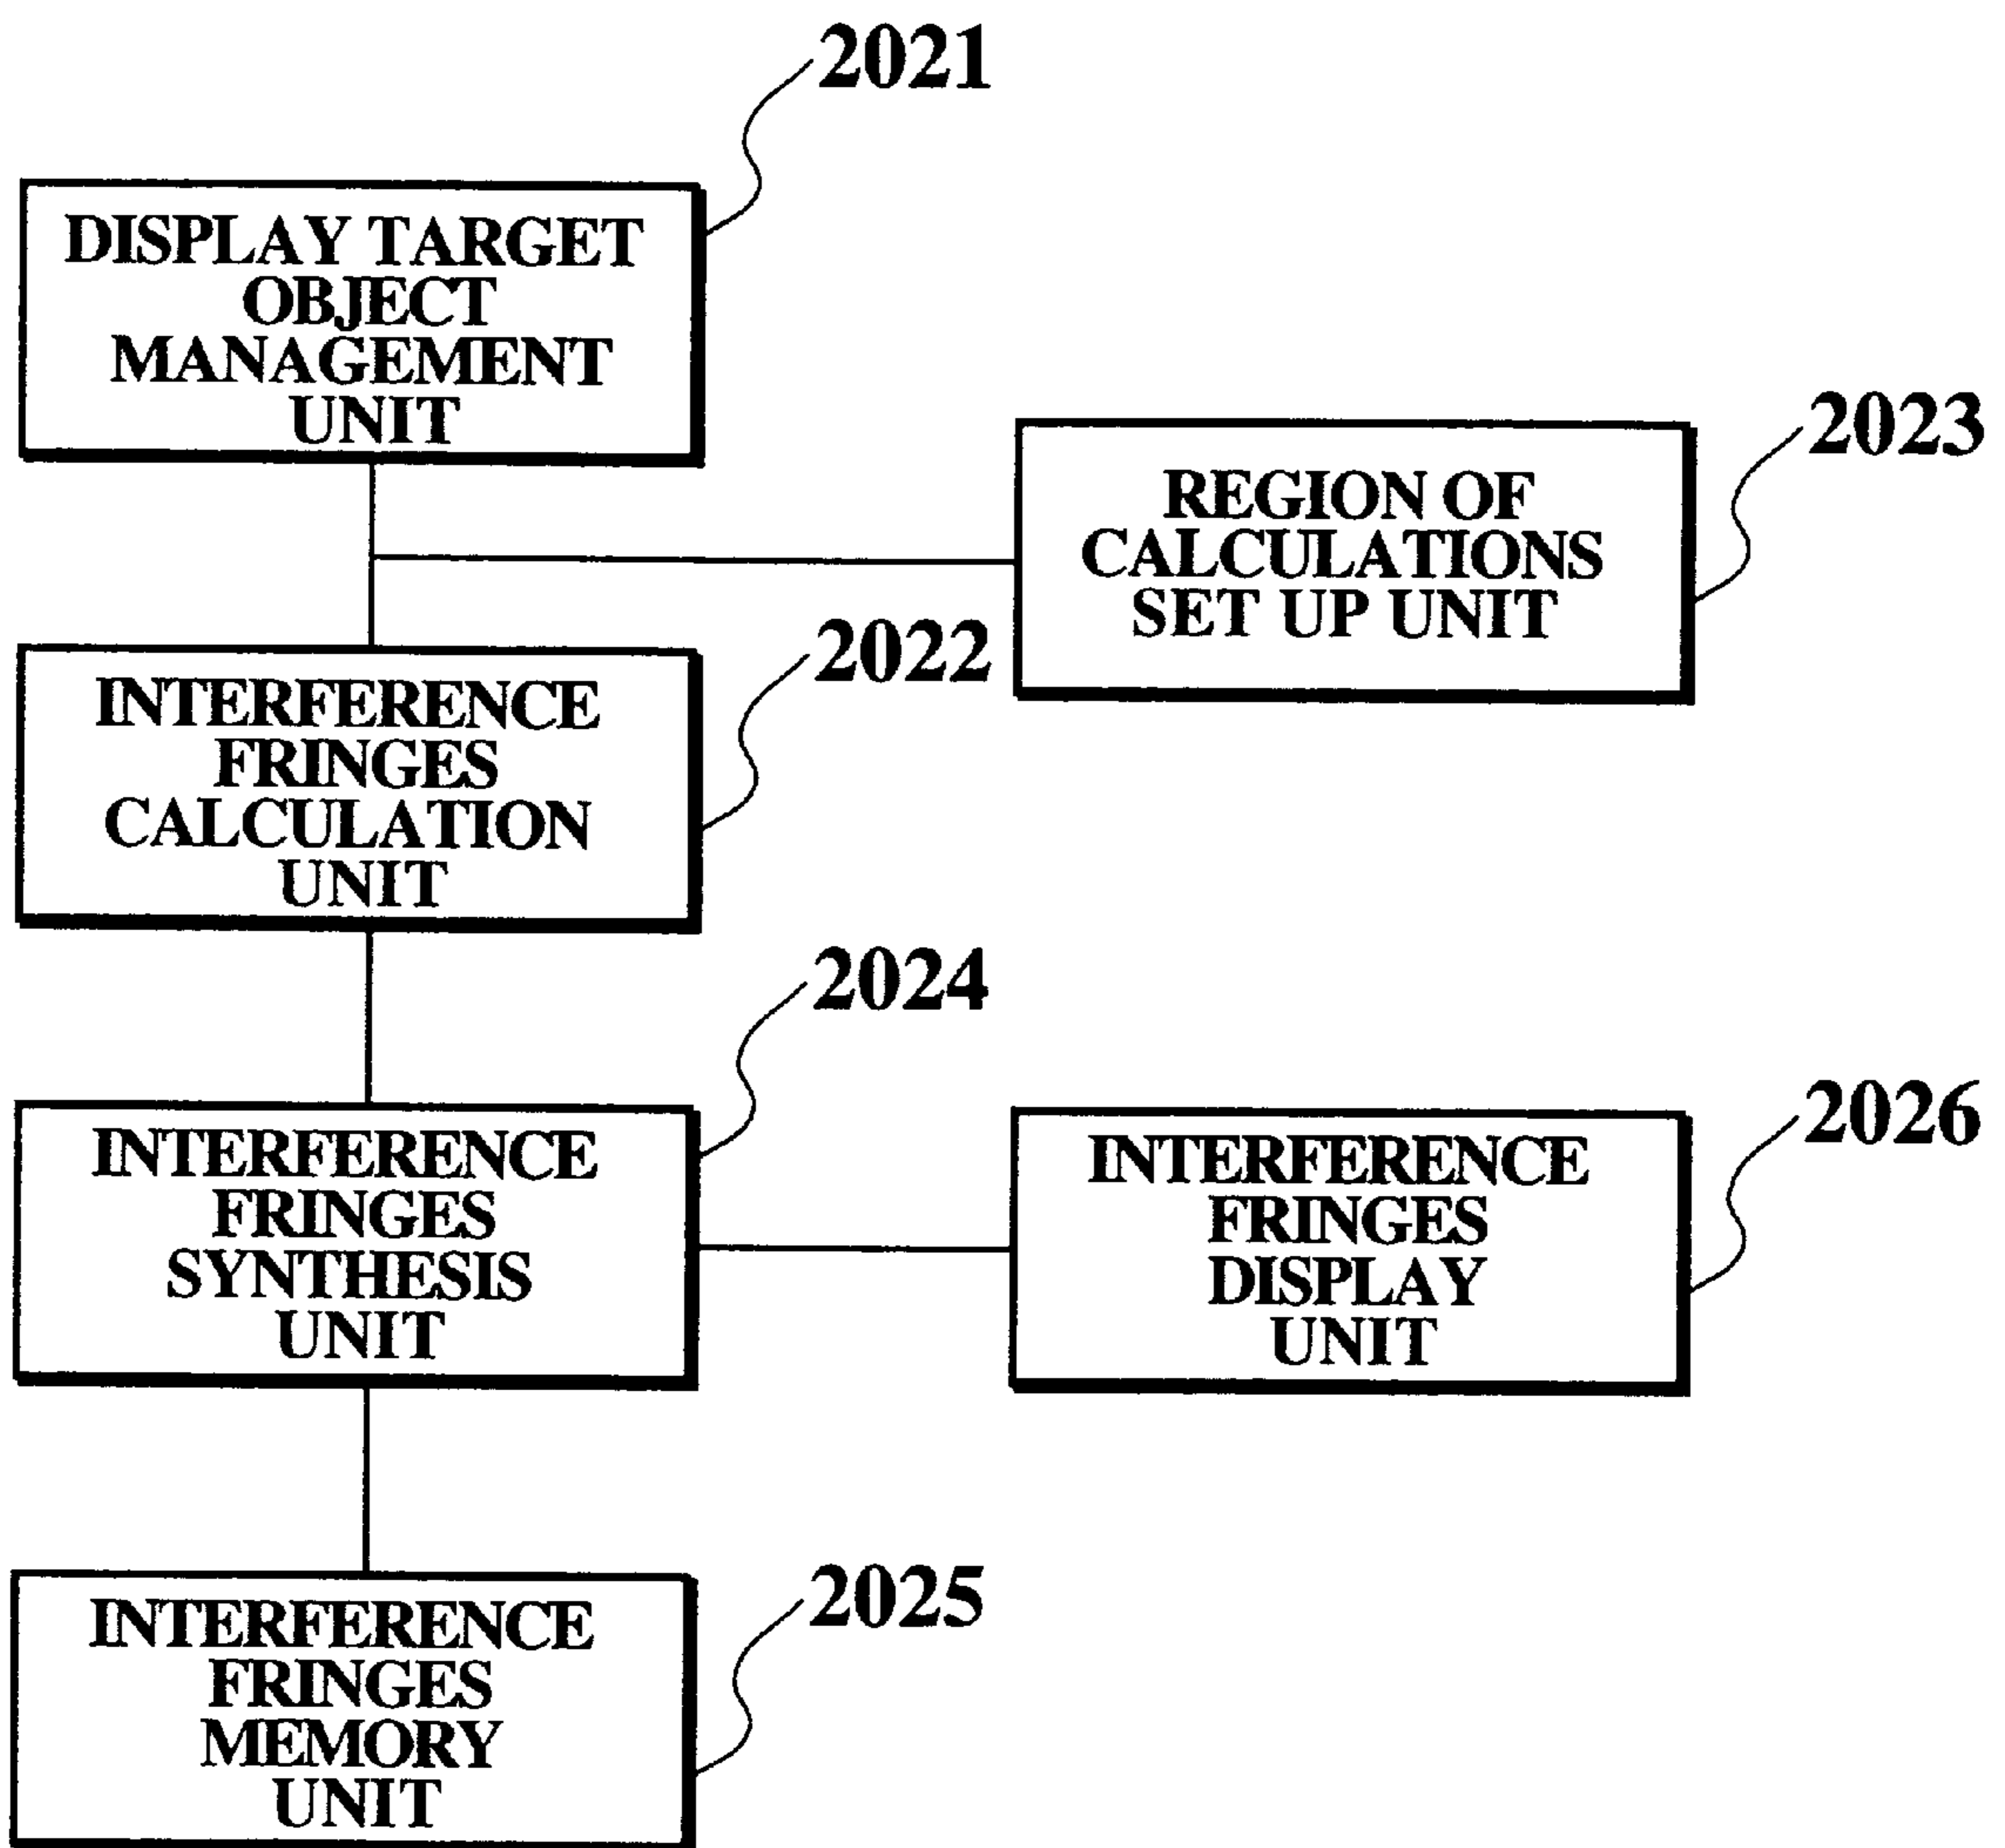 2021
DISPLAY TARGET
OBJECT
MANAGEMENT
UNIT
2023
REGION OF
CALCULATIONS
SET UP UNIT
2022
INTERFERENCE
FRINGES
CALCULATION
UNIT
2024
INTERFERENCE
FRINGES
SYNTHESIS
UNIT
2026
INTERFERENCE
FRINGES
DISPLAY
UNIT
2025
INTERFERENCE
FRINGES
MEMORY
UNIT